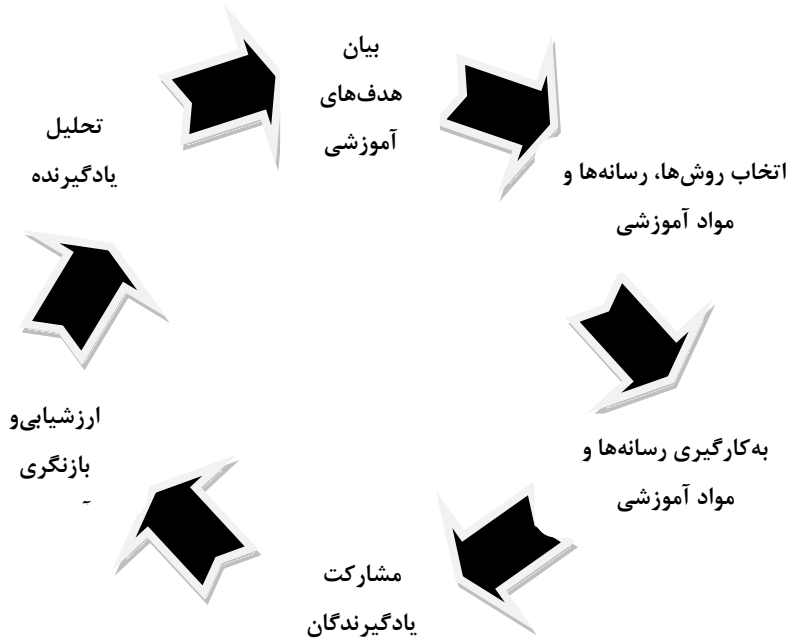 بیان
هدف‌های
آموزشی
اتخاب روش‌ها، رسانه‌ها و
مواد آموزشی
به‌کارگیری رسانه‌ها و
مواد آموزشی
مشارکت
یادگیرندگان
ارزشیابی‌و
بازنگری
تحلیل
یادگیرنده